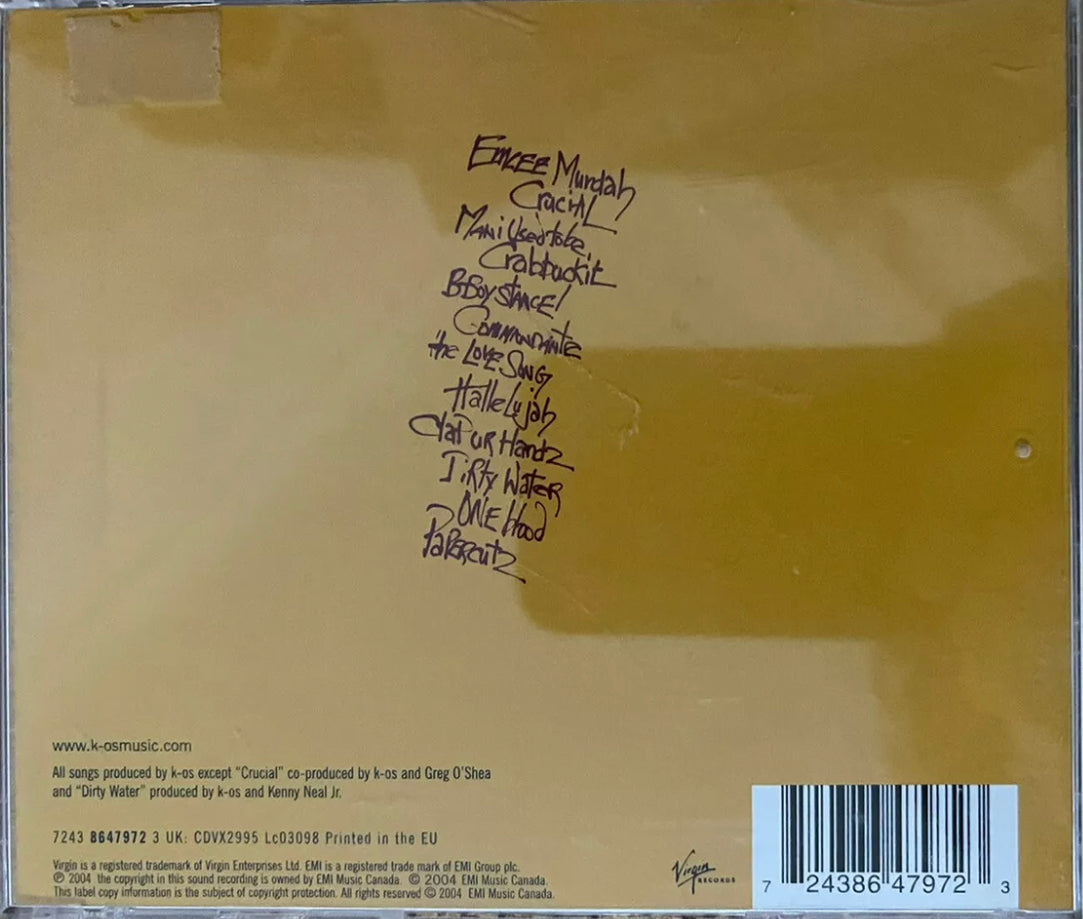 Emcee Murdah
Crucial
Man i Used to be
Crabbuckit
B-Boy Stance!
Commandante
the Love Song
Hallelujah
Clap ur Handz
Dirty Water
ONE blood
Papercutz
www.k-osmusic.com
All songs produced by k-os except "Crucial" co-produced by k-os and Greg O'Shea
and "Dirty Water" produced by k-os and Kenny Neal Jr.
7243 8647972 3 UK: CDVX2995 Lc03098 Printed in the EU
Virgin is a registered trademark of Virgin Enterprises Ltd. EMI is a registered trade mark of EMI Group plc.
℗ 2004 the copyright in this sound recording is owned by EMI Music Canada. © 2004 EMI Music Canada.
This label copy information is the subject of copyright protection. All rights reserved © 2004 EMI Music Canada.
Virgin RECORDS
7 24386 47972 3